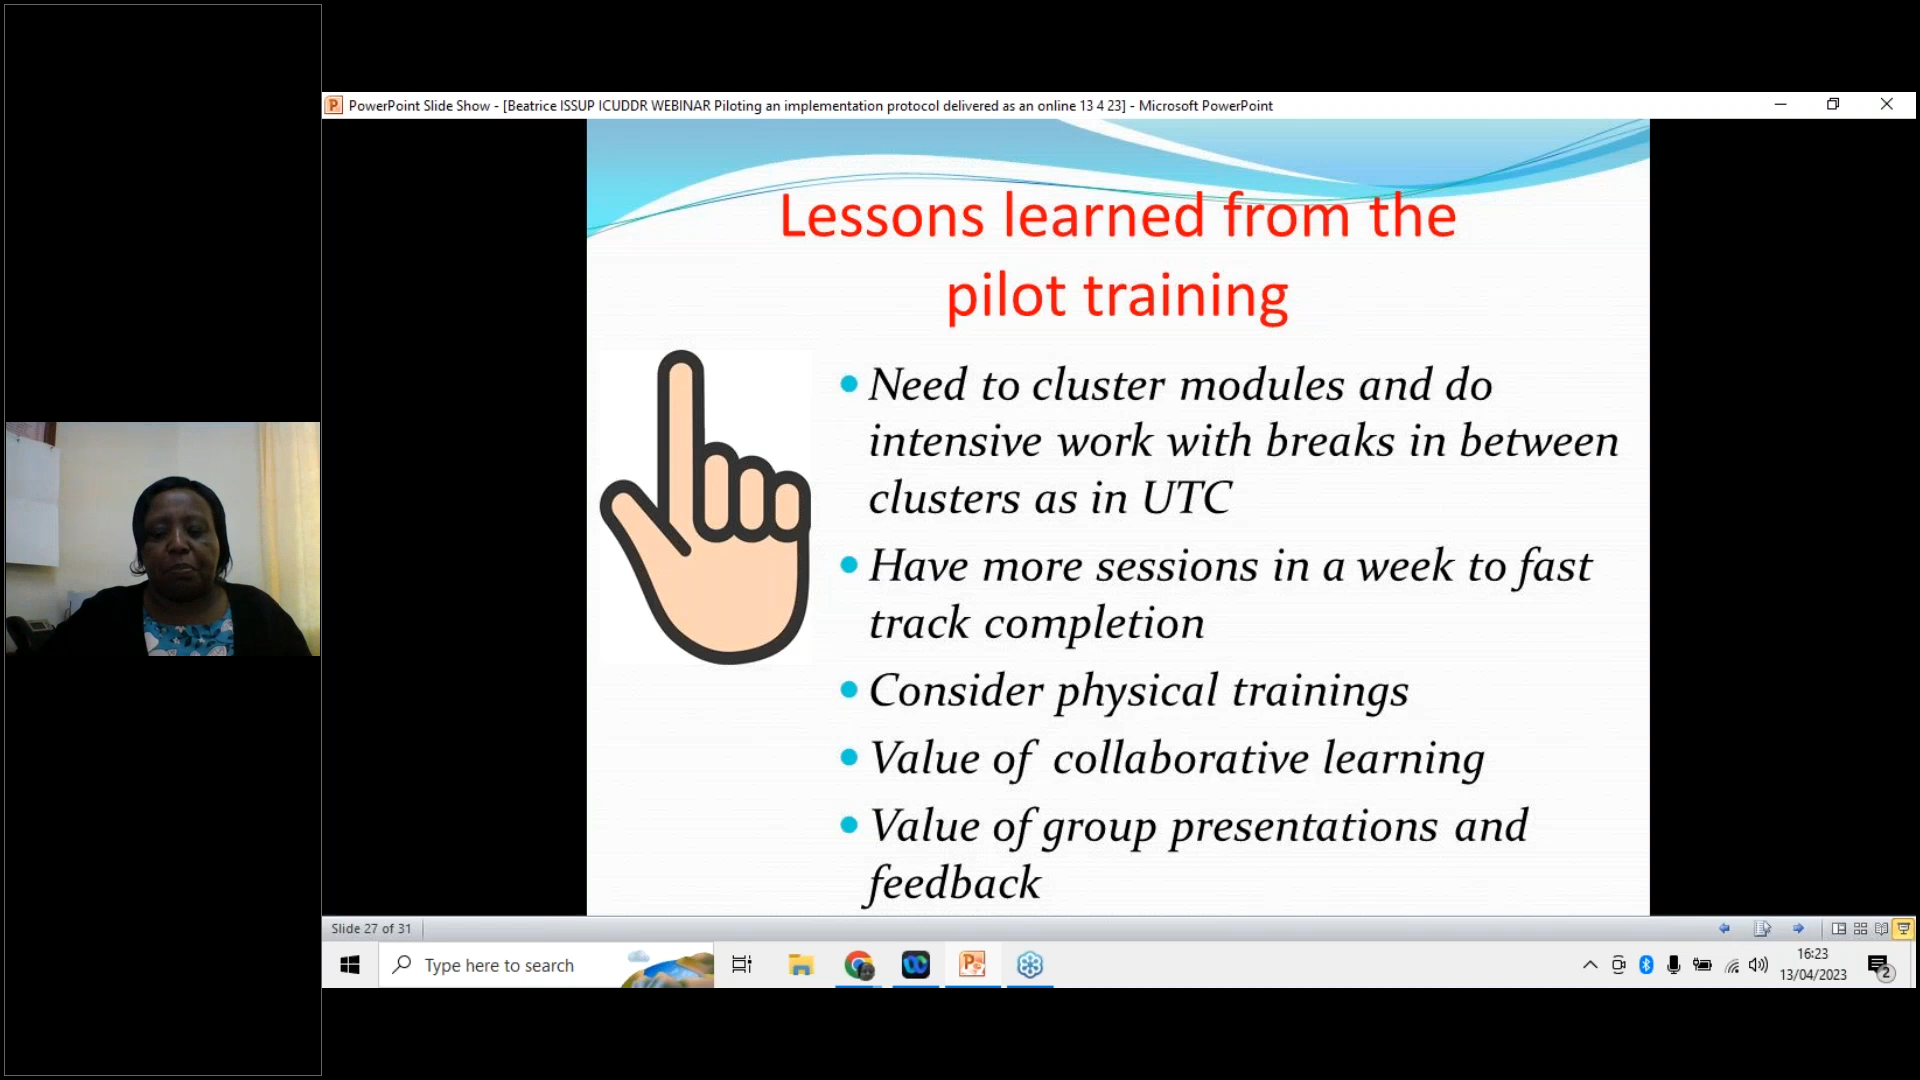 PowerPoint Slide Show - [Beatrice ISSUP ICUDDR WEBINAR Piloting an implementation protocol delivered as an online 13 4 23] - Microsoft PowerPoint
Lessons learned from the
pilot training
Need to cluster modules and do
intensive work with breaks in between
clusters as in UTC
Have more sessions in a week to fast
track completion
Consider physical trainings
Value of collaborative learning
Value of group presentations and
feedback
Slide 27 of 31
Type here to search
16:23
13/04/2023
2